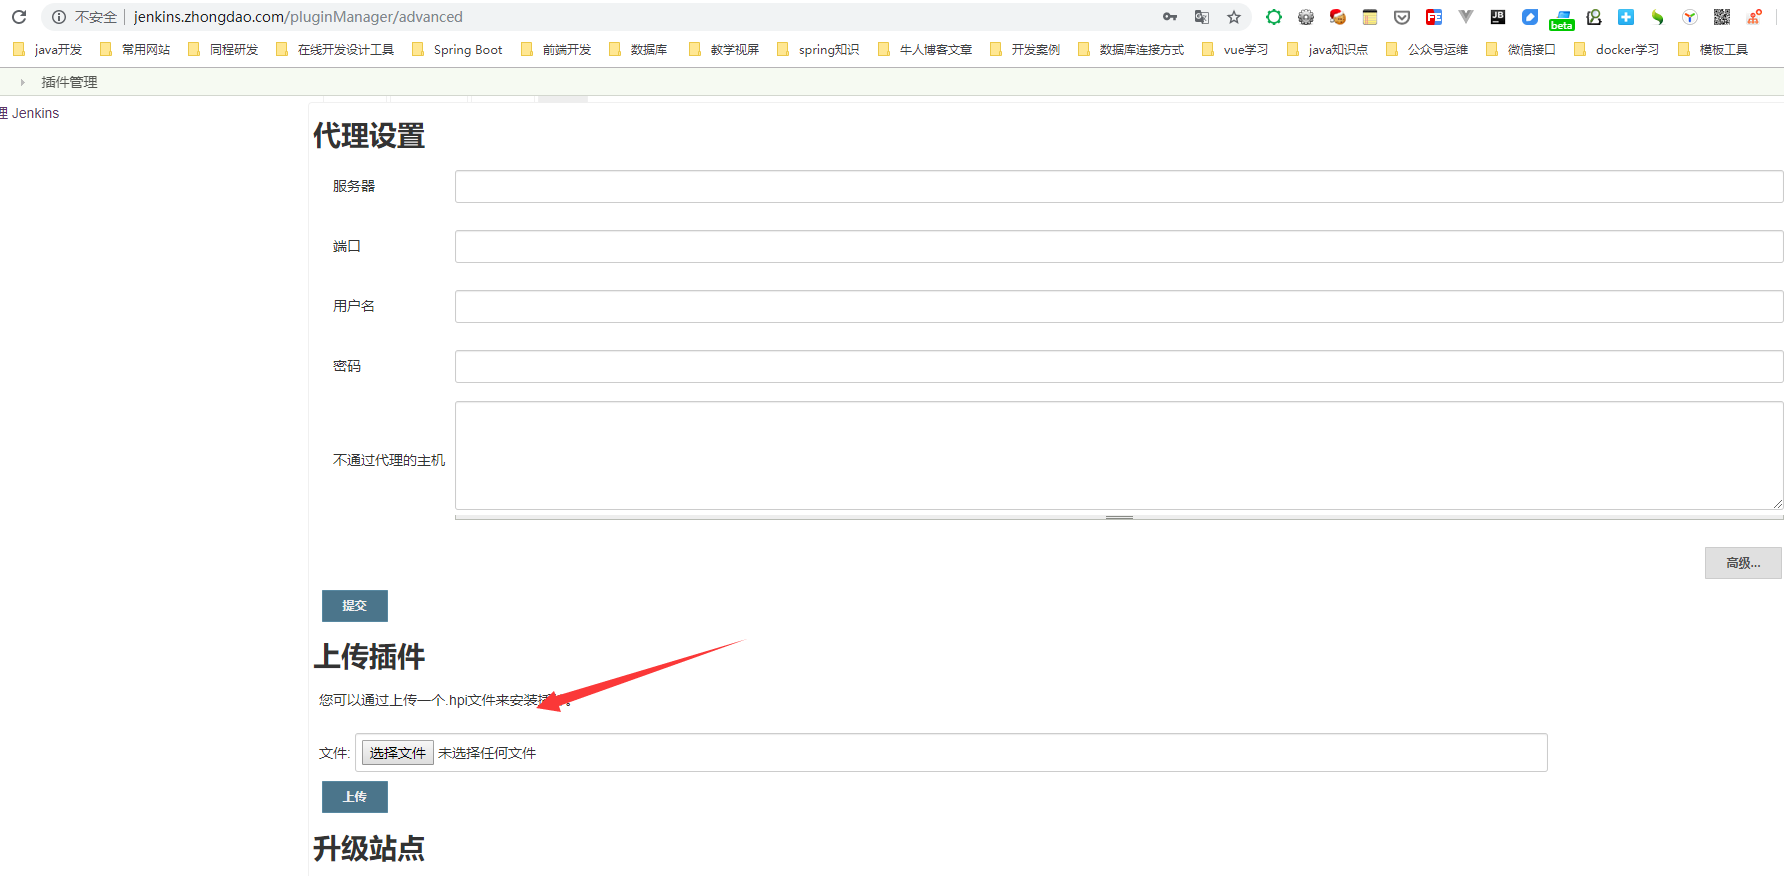 不安全 jenkins.zhongdao.com/pluginManager/advanced
FE JB beta
java开发 常用网站 同程研发 在线开发设计工具 Spring Boot 前端开发 数据库 教学视屏 spring知识 牛人博客文章 开发案例 数据库连接方式 vue学习 java知识点 公众号运维 微信接口 docker学习 模板工具
插件管理
理 Jenkins
代理设置
服务器
端口
用户名
密码
不通过代理的主机
高级...
提交
上传插件
您可以通过上传一个.hpi文件来安装插
文件: 选择文件 未选择任何文件
上传
升级站点